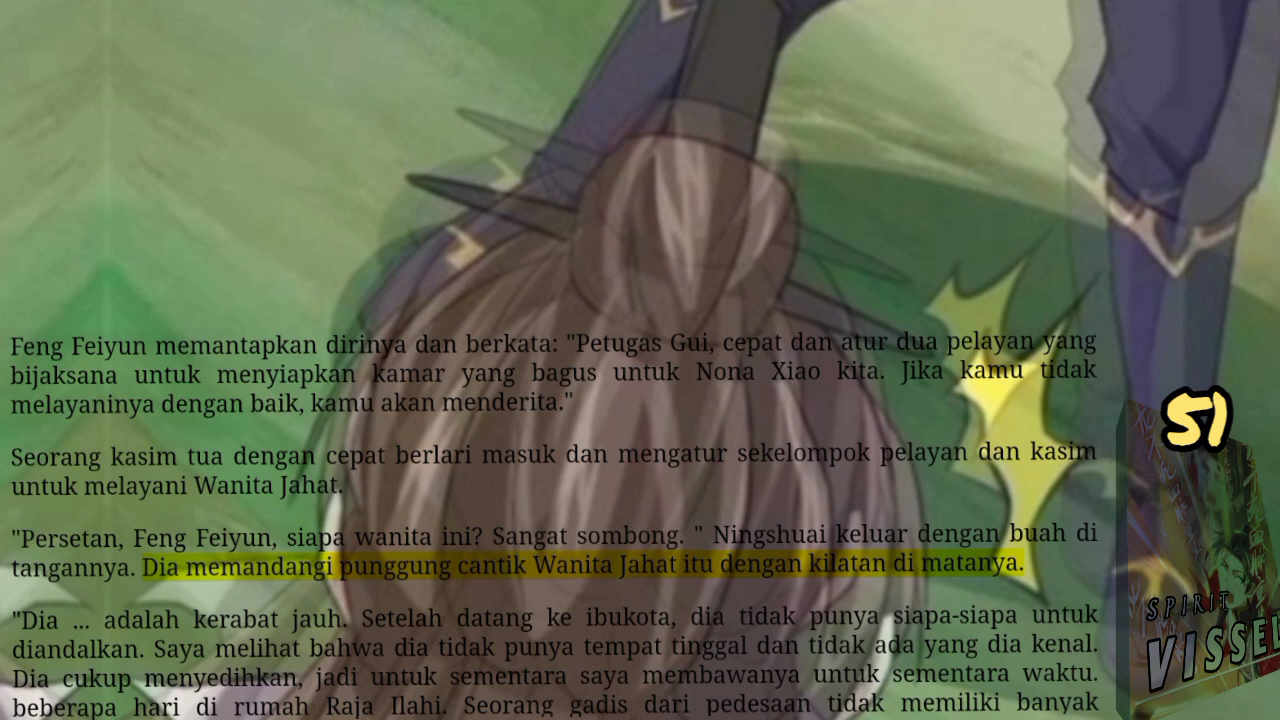 Feng Feiyun memantapkan dirinya dan berkata: "Petugas Gui, cepat dan atur dua pelayan yang
bijaksana untuk menyiapkan kamar yang bagus untuk Nona Xiao kita. Jika kamu tidak
melayaninya dengan baik, kamu akan menderita."
51
Seorang kasim tua dengan cepat berlari masuk dan mengatur sekelompok pelayan dan kasim
untuk melayani Wanita Jahat.
"Persetan, Feng Feiyun, siapa wanita ini? Sangat sombong. " Ningshuai keluar dengan buah di
tangannya. Dia memandangi punggung cantik Wanita Jahat itu dengan kilatan di matanya.
"Dia ... adalah kerabat jauh. Setelah datang ke ibukota, dia tidak punya siapa-siapa untuk
diandalkan. Saya melihat bahwa dia tidak punya tempat tinggal dan tidak ada yang dia kenal.
Dia cukup menyedihkan, jadi untuk sementara saya membawanya untuk sementara waktu.
beberapa hari di rumah Raja Ilahi. Seorang gadis dari pedesaan tidak memiliki banyak
SPIRIT
VISSEL